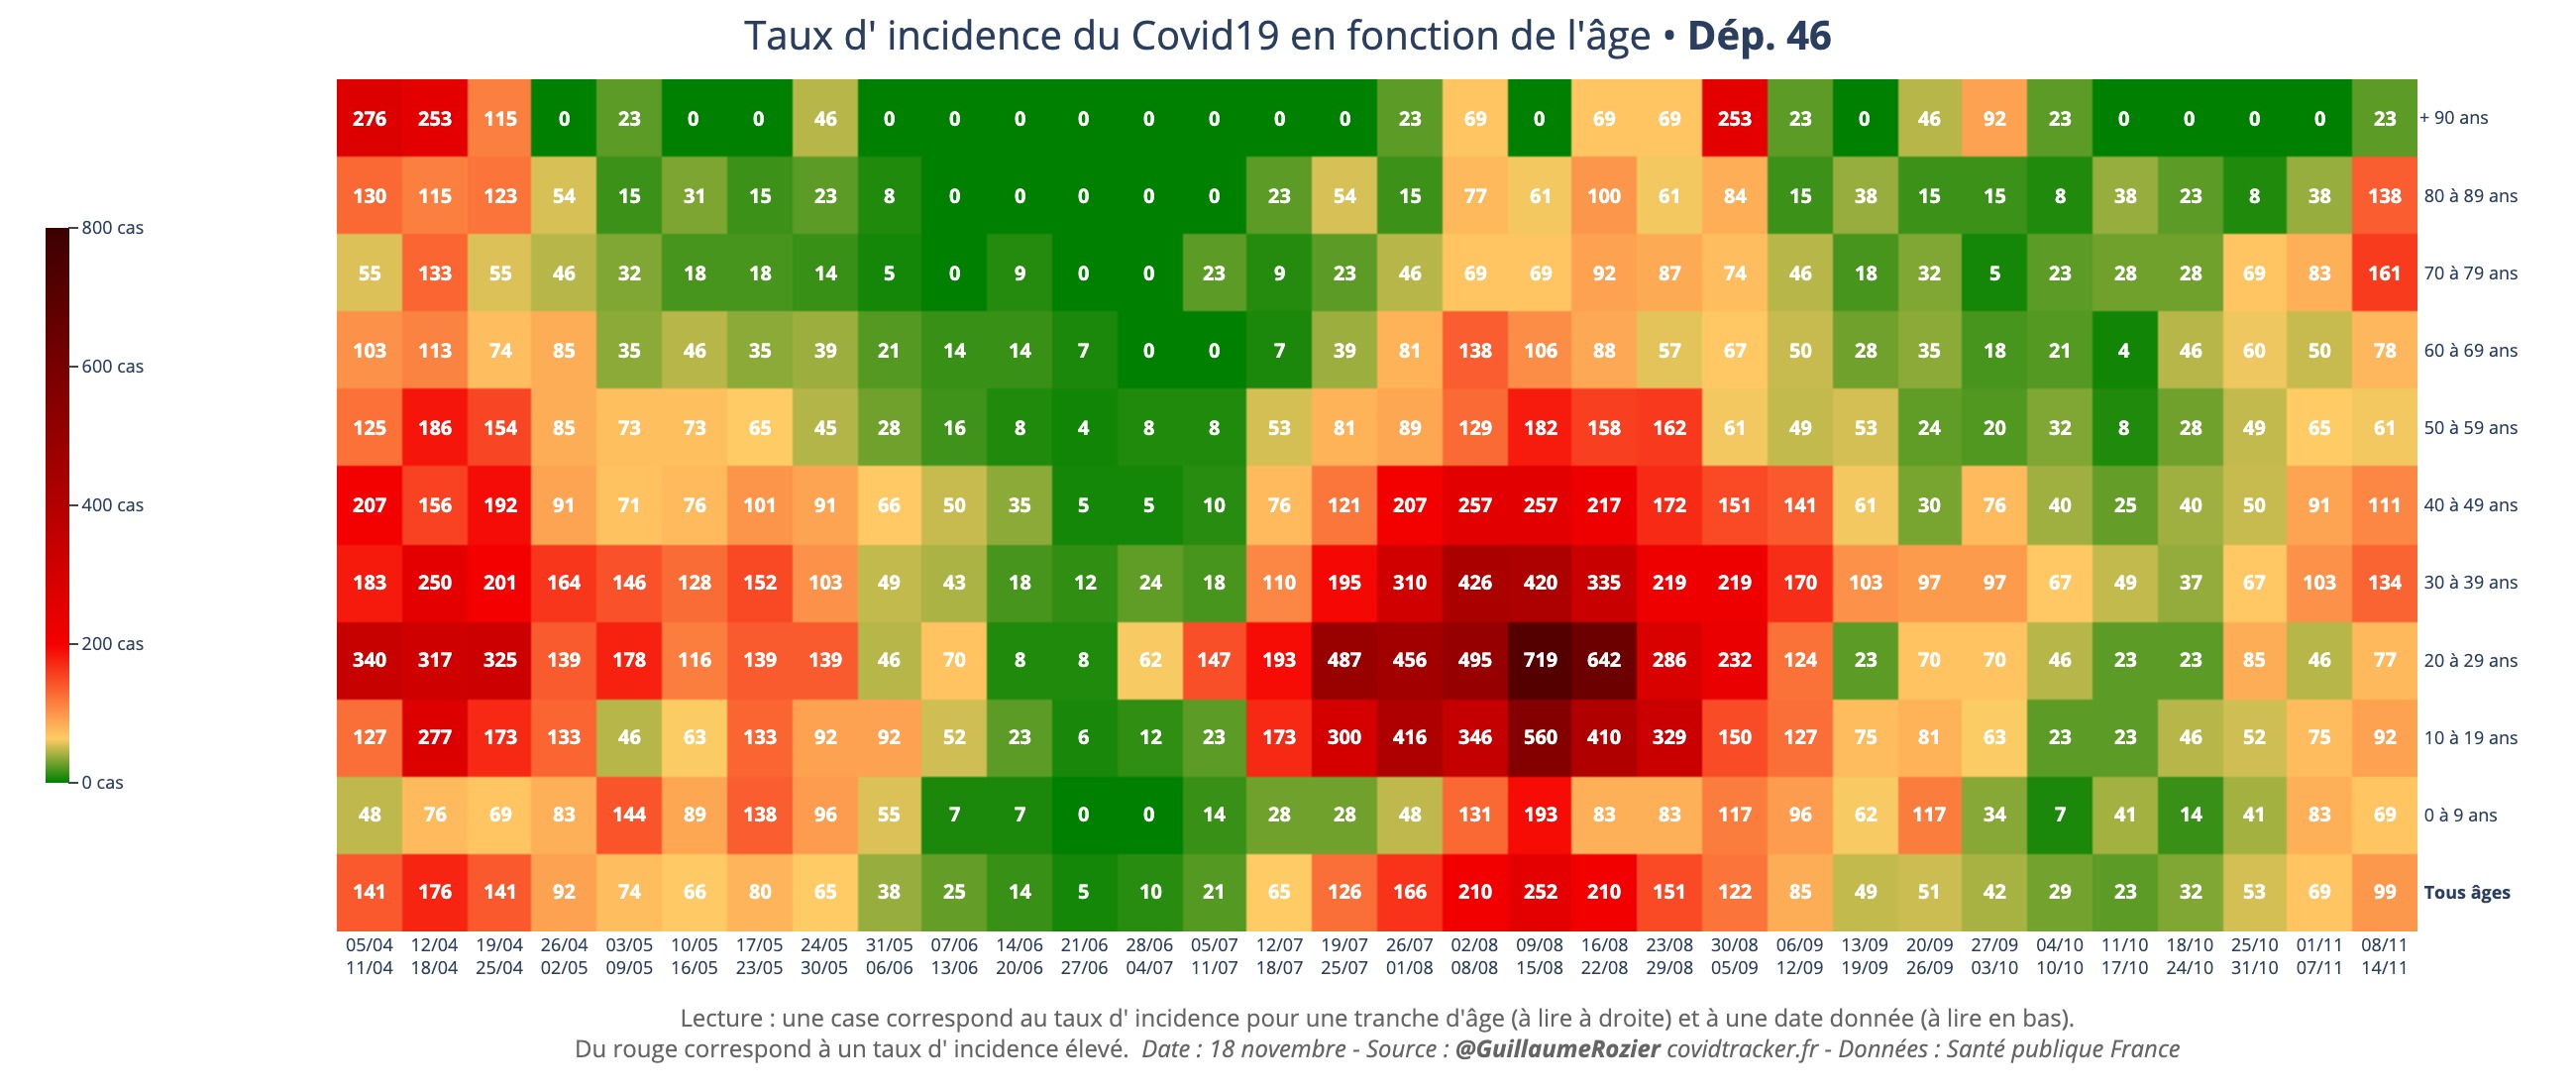 Taux d' incidence du Covid19 en fonction de l'âge • Dép. 46
276 253 115 0 23 0 0 46 0 0 0 0 0 0 0 0 23 69 0 69 69 253 23 0 46 92 23 0 0 0 0 23 + 90 ans
130 115 123 54 15 31 15 23 8 0 0 0 0 0 23 54 15 77 61 100 61 84 15 38 15 15 8 38 23 8 38 138 80 à 89 ans
800 cas
55 133 55 46 32 18 18 14 5 0 9 0 0 23 9 23 46 69 69 92 87 74 46 18 32 5 23 28 28 69 83 161 70 à 79 ans
103 113 74 85 35 46 35 39 21 14 14 7 0 0 7 39 81 138 106 88 57 67 50 28 35 18 21 4 46 60 50 78 60 à 69 ans
600 cas
125 186 154 85 73 73 65 45 28 16 8 4 8 8 53 81 89 129 182 158 162 61 49 53 24 20 32 8 28 49 65 61 50 à 59 ans
400 cas
207 156 192 91 71 76 101 91 66 50 35 5 5 10 76 121 207 257 257 217 172 151 141 61 30 76 40 25 40 50 91 111 40 à 49 ans
183 250 201 164 146 128 152 103 49 43 18 12 24 18 110 195 310 426 420 335 219 219 170 103 97 97 67 49 37 67 103 134 30 à 39 ans
200 cas
340 317 325 139 178 116 139 139 46 70 8 8 62 147 193 487 456 495 719 642 286 232 124 23 70 70 46 23 23 85 46 77 20 à 29 ans
127 277 173 133 46 63 133 92 92 52 23 6 12 23 173 300 416 346 560 410 329 150 127 75 81 63 23 23 46 52 75 92 10 à 19 ans
0 cas
48 76 69 83 144 89 138 96 55 7 7 0 0 14 28 28 48 131 193 83 83 117 96 62 117 34 7 41 14 41 83 69 0 à 9 ans
141 176 141 92 74 66 80 65 38 25 14 5 10 21 65 126 166 210 252 210 151 122 85 49 51 42 29 23 32 53 69 99 Tous âges
05/04 12/04 19/04 26/04 03/05 10/05 17/05 24/05 31/05 07/06 14/06 21/06 28/06 05/07 12/07 19/07 26/07 02/08 09/08 16/08 23/08 30/08 06/09 13/09 20/09 27/09 04/10 11/10 18/10 25/10 01/11 08/11
11/04 18/04 25/04 02/05 09/05 16/05 23/05 30/05 06/06 13/06 20/06 27/06 04/07 11/07 18/07 25/07 01/08 08/08 15/08 22/08 29/08 05/09 12/09 19/09 26/09 03/10 10/10 17/10 24/10 31/10 07/11 14/11
Lecture : une case correspond au taux d' incidence pour une tranche d'âge (à lire à droite) et à une date donnée (à lire en bas).
Du rouge correspond à un taux d' incidence élevé. Date : 18 novembre - Source : @GuillaumeRozier covidtracker.fr - Données : Santé publique France